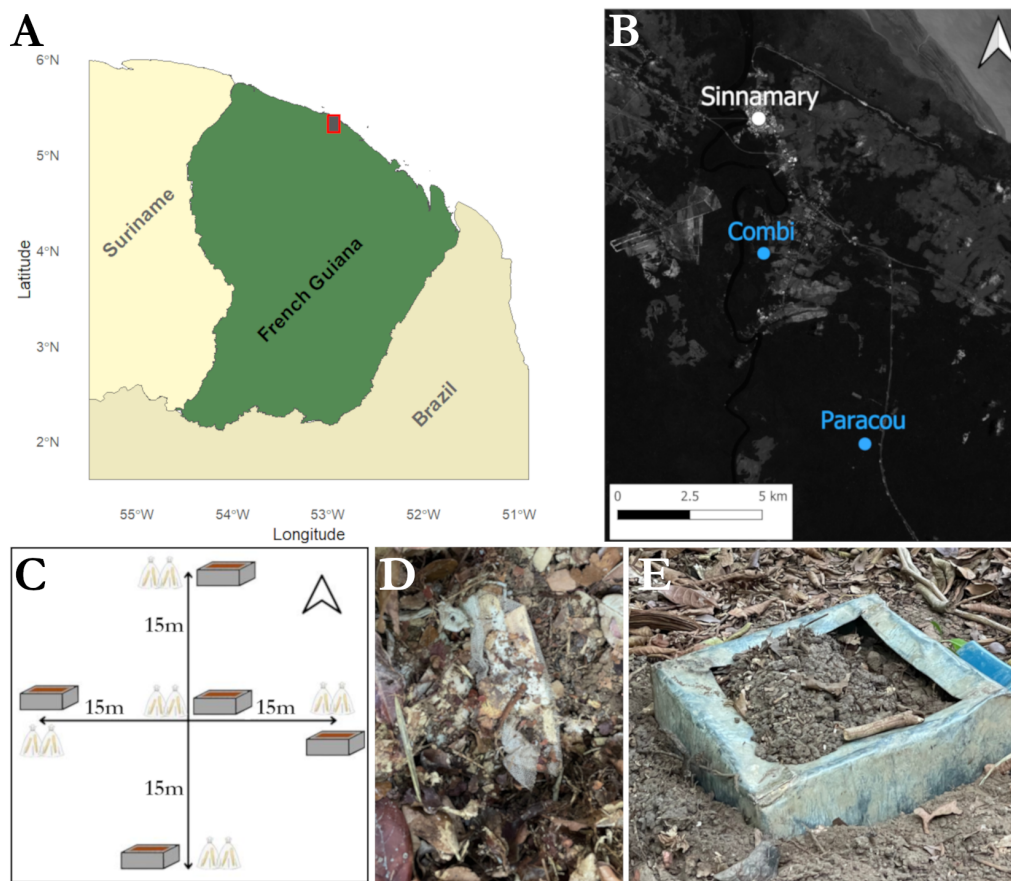 A
6°N
5°N
4°N
3°N
2°N
Latitude
Suriname
French Guiana
Brazil
55°W
54°W
53°W
52°W
51°W
Longitude
B
Sinnamary
Combi
Paracou
0
2.5
5 km
C
15m
15m
15m
15m
D
E